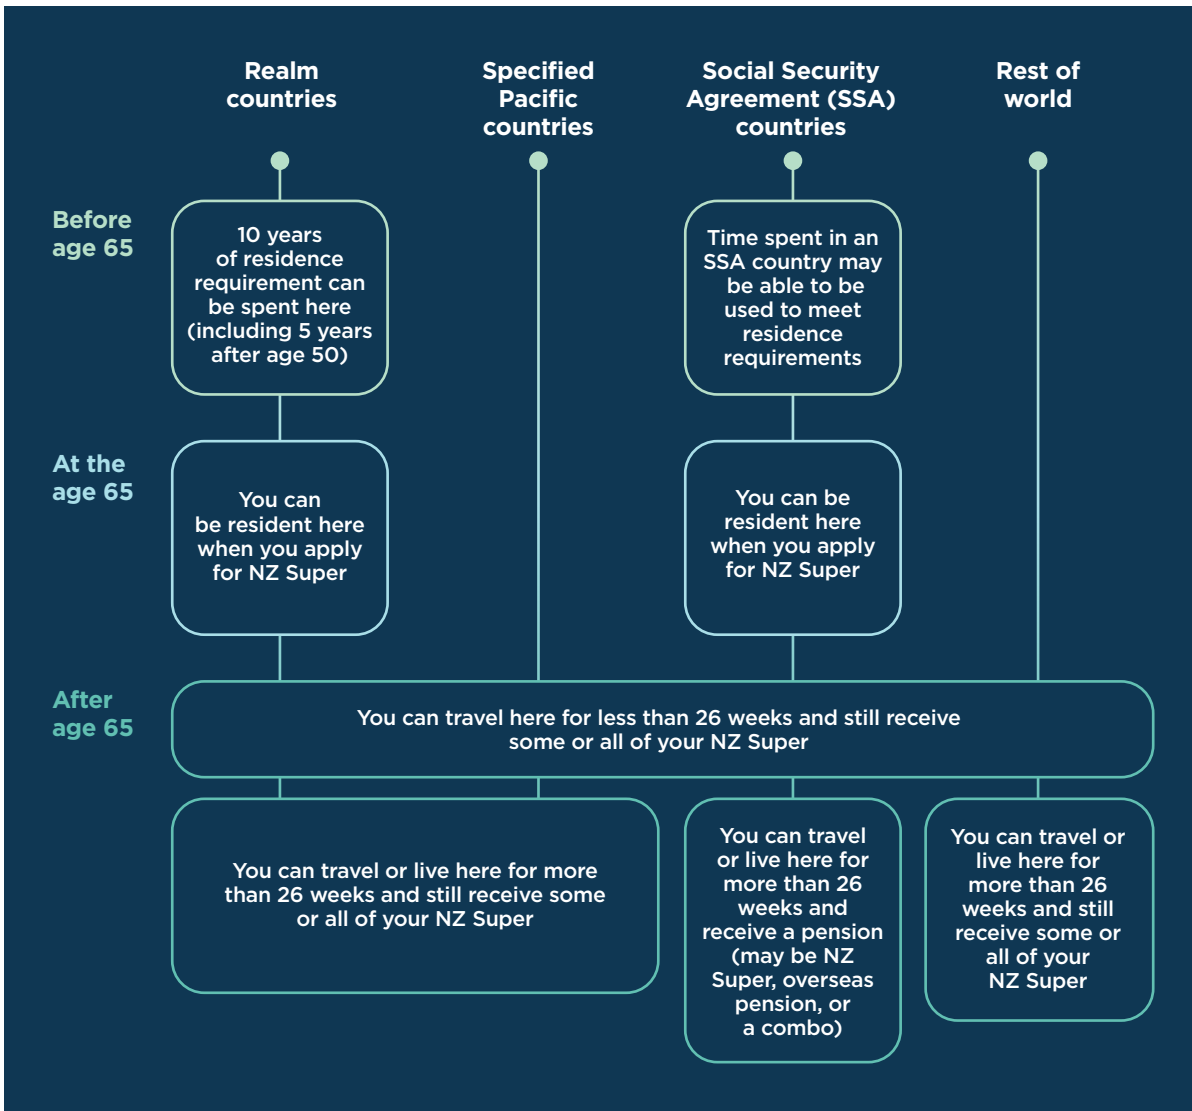 Realm
countries
Specified
Pacific
countries
Social Security
Agreement (SSA)
countries
Rest of
world
Before
age 65
10 years
of residence
requirement can
be spent here
(including 5 years
after age 50)
Time spent in an
SSA country may
be able to be
used to meet
residence
requirements
At the
age 65
You can
be resident here
when you apply
for NZ Super
You can be
resident here
when you apply
for NZ Super
After
age 65
You can travel here for less than 26 weeks and still receive
some or all of your NZ Super
You can travel or live here for more
than 26 weeks and still receive some
or all of your NZ Super
You can travel
or live here for
more than 26
weeks and
receive a pension
(may be NZ
Super, overseas
pension, or
a combo)
You can travel or
live here for
more than 26
weeks and still
receive some or
all of your
NZ Super